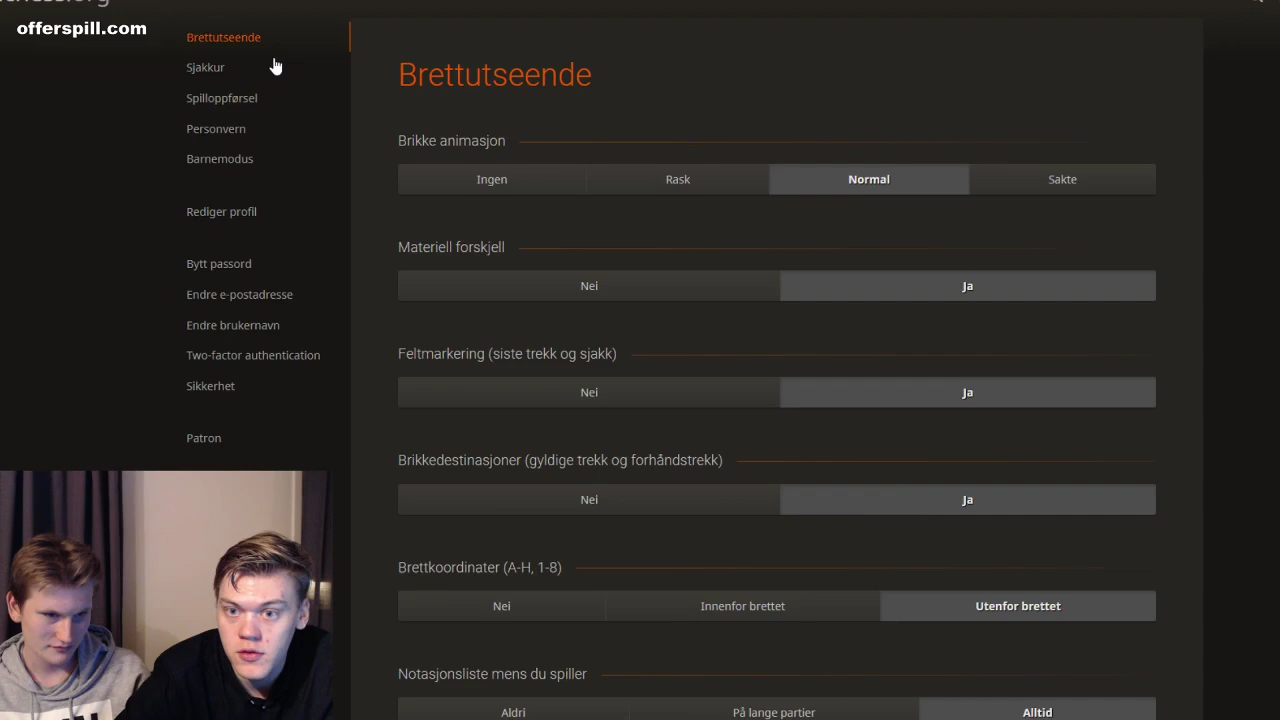 offerspill.com
Brettutseende
Sjakkur
Spilloppførsel
Personvern
Barnemodus
Rediger profil
Bytt passord
Endre e-postadresse
Endre brukernavn
Two-factor authentication
Sikkerhet
Patron
Brettutseende
Brikke animasjon
Ingen Rask Normal Sakte
Materiell forskjell
Nei Ja
Feltmarkering (siste trekk og sjakk)
Nei Ja
Brikkedestinasjoner (gyldige trekk og forhåndstrekk)
Nei Ja
Brettkoordinater (A-H, 1-8)
Nei Innenfor brettet Utenfor brettet
Notasjonsliste mens du spiller
Aldri På lange partier Alltid